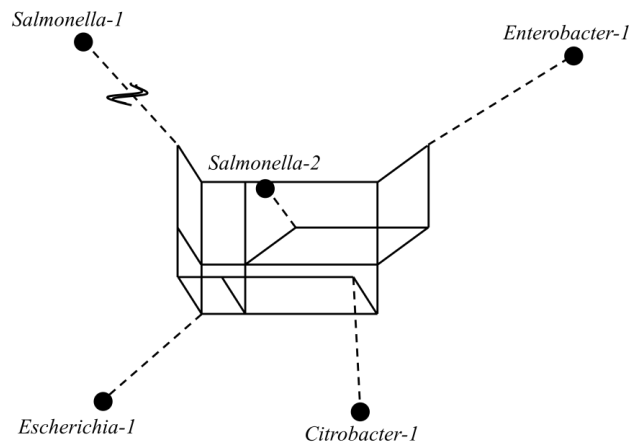 Salmonella-1
Enterobacter-1
Salmonella-2
Escherichia-1
Citrobacter-1